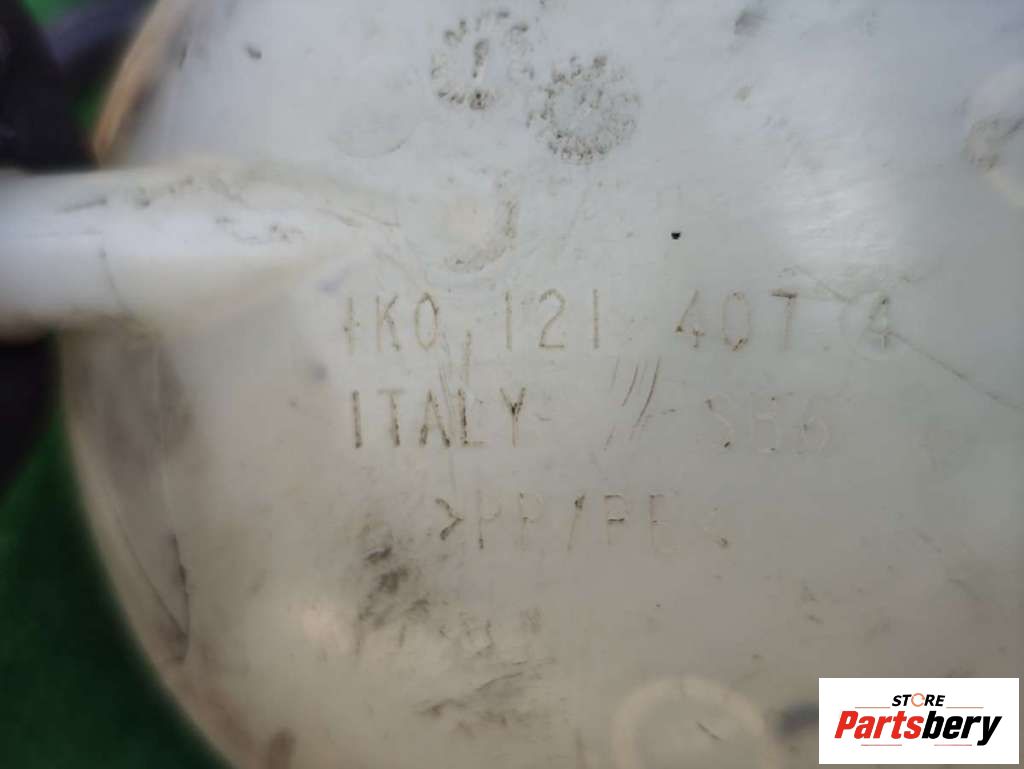 1K0.121 407.A
ITALY
>PP/PE<
STORE
Partsbery